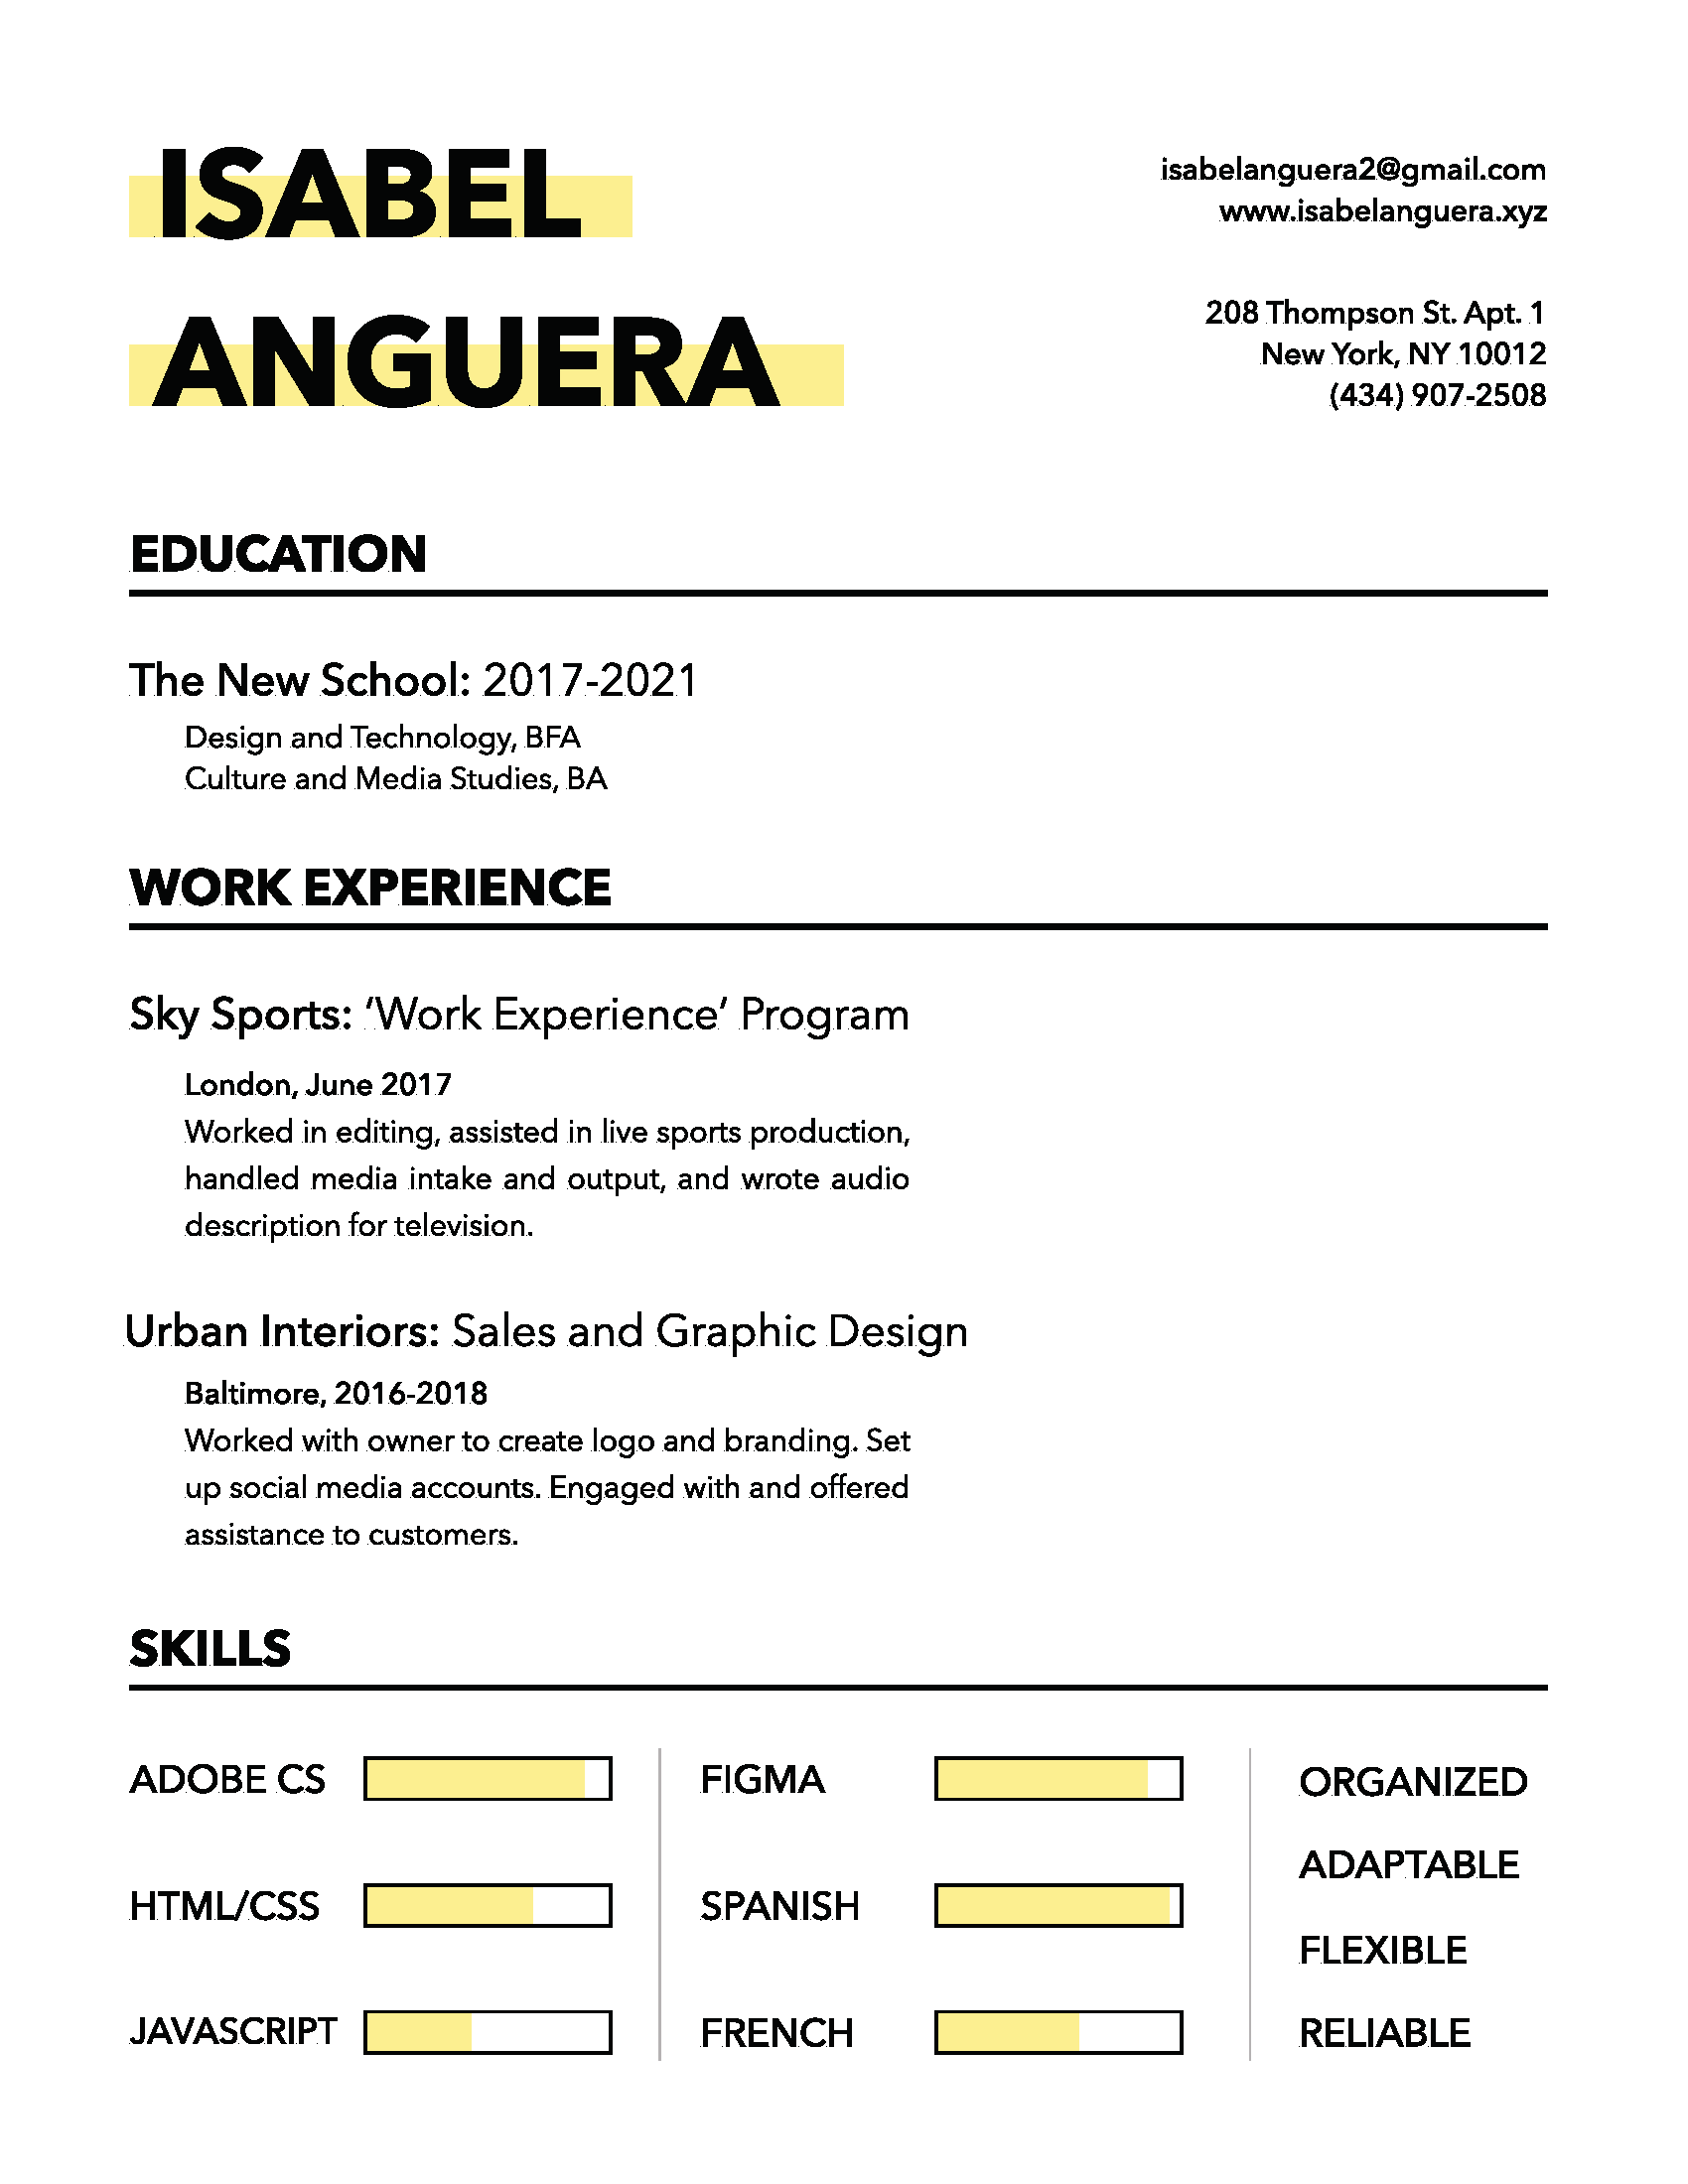 ISABEL
ANGUERA
isabelanguera2@gmail.com
www.isabelanguera.xyz
208 Thompson St. Apt. 1
New York, NY 10012
(434) 907-2508
EDUCATION
The New School: 2017-2021
Design and Technology, BFA
Culture and Media Studies, BA
WORK EXPERIENCE
Sky Sports: ‘Work Experience‘ Program
London, June 2017
Worked in editing, assisted in live sports production,
handled media intake and output, and wrote audio
description for television.
Urban Interiors: Sales and Graphic Design
Baltimore, 2016-2018
Worked with owner to create logo and branding. Set
up social media accounts. Engaged with and offered
assistance to customers.
SKILLS
ADOBE CS
HTML/CSS
JAVASCRIPT
FIGMA
SPANISH
FRENCH
ORGANIZED
ADAPTABLE
FLEXIBLE
RELIABLE